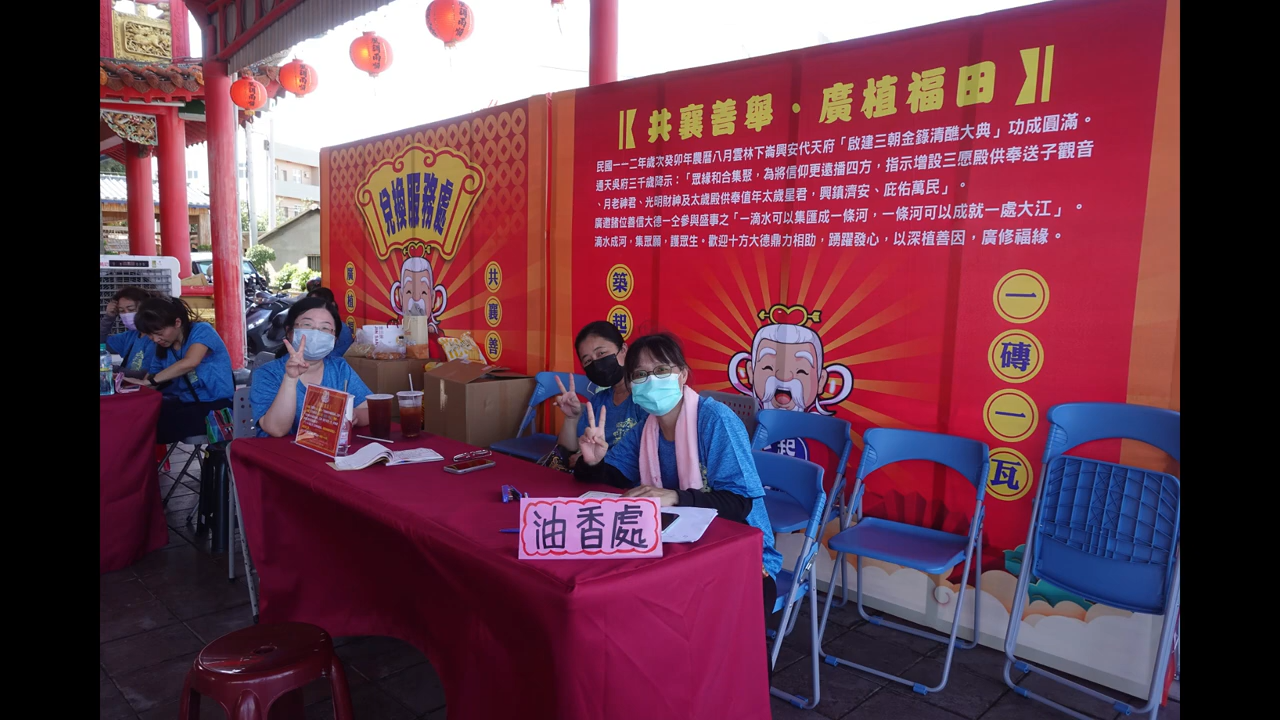 【共襄善舉·廣植福田】
民國一一二年歲次癸卯年農曆八月雲林下崙興安代天府「啟建三朝金籙清醮大典」功成圓滿。
通天吳府三千歲降示：「眾緣和合集聚，為將信仰更遠播四方，指示增設三愿殿供奉送子觀音
、月老神君、光明財神及太歲殿供奉值年太歲星君，興鎮濟安、庇佑萬民」。
廣邀諸位善信大德一仝參與盛事之「一滴水可以集匯成一條河，一條河可以成就一處大江」。
滴水成河，集眾願，護眾生。歡迎十方大德鼎力相助，踴躍發心，以深植善因，廣修福緣。
兌換服務處
廣植
共襄善
築起
一磚一瓦
油香處